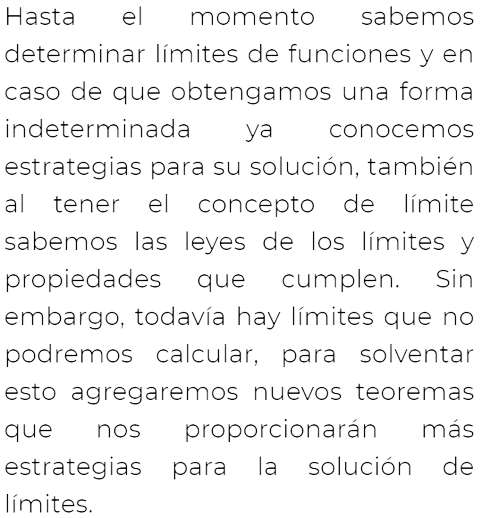 Hasta el momento sabemos
determinar límites de funciones y en
caso de que obtengamos una forma
indeterminada ya conocemos
estrategias para su solución, también
al tener el concepto de límite
sabemos las leyes de los límites y
propiedades que cumplen. Sin
embargo, todavía hay límites que no
podremos calcular, para solventar
esto agregaremos nuevos teoremas
que nos proporcionarán más
estrategias para la solución de
límites.